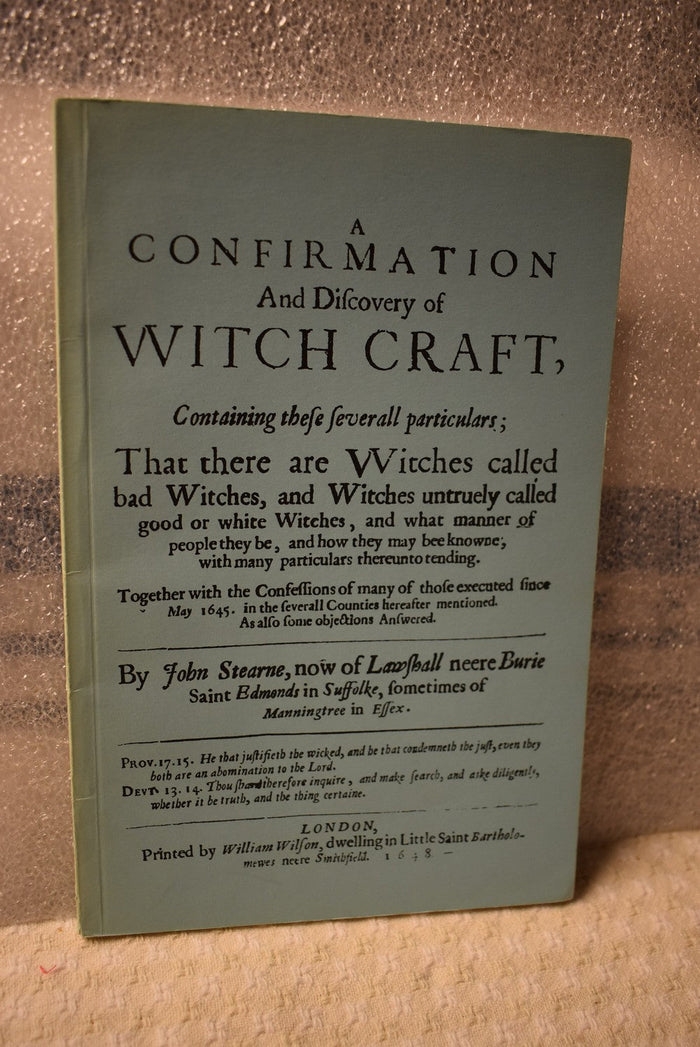 A
CONFIRMATION
And Diſcovery of
WITCH CRAFT,
Containing theſe ſeverall particulars;
That there are Witches called
bad Witches, and Witches untruely called
good or white Witches, and what manner of
people they be, and how they may bee knowne,
with many particulars thereunto tending.
Together with the Confeſſions of many of thoſe executed ſince
May 1645. in the ſeverall Counties hereafter mentioned.
As alſo ſome objections Anſwered.
By John Stearne, now of Lawſhall neere Burie
Saint Edmonds in Suffolke, ſometimes of
Manningtree in Eſſex.
PROV. 17. 15. He that juſtifieth the wicked, and he that condemneth the juſt, even they
both are an abomination to the Lord.
DEVT. 13. 14. Thou ſhalt therefore inquire, and make ſearch, and aske diligently,
whether it be truth, and the thing certaine.
LONDON,
Printed by William Wilſon, dwelling in Little Saint Bartholo-
mewes neere Smithfield. 1648